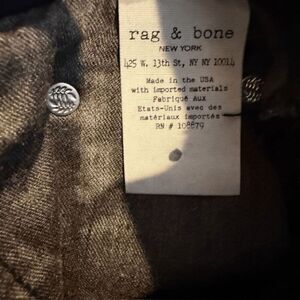 rag & bone
NEW YORK
425 W. 13th St, NY NY 10014
Made in the USA
with imported materials
Fabriqué Aux
Etats-Unis avec des
matériaux importés
RN # 108879